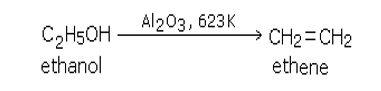 Al₂O₃, 623K
C₂H₅OH ⟶ CH₂=CH₂
ethanol ethene